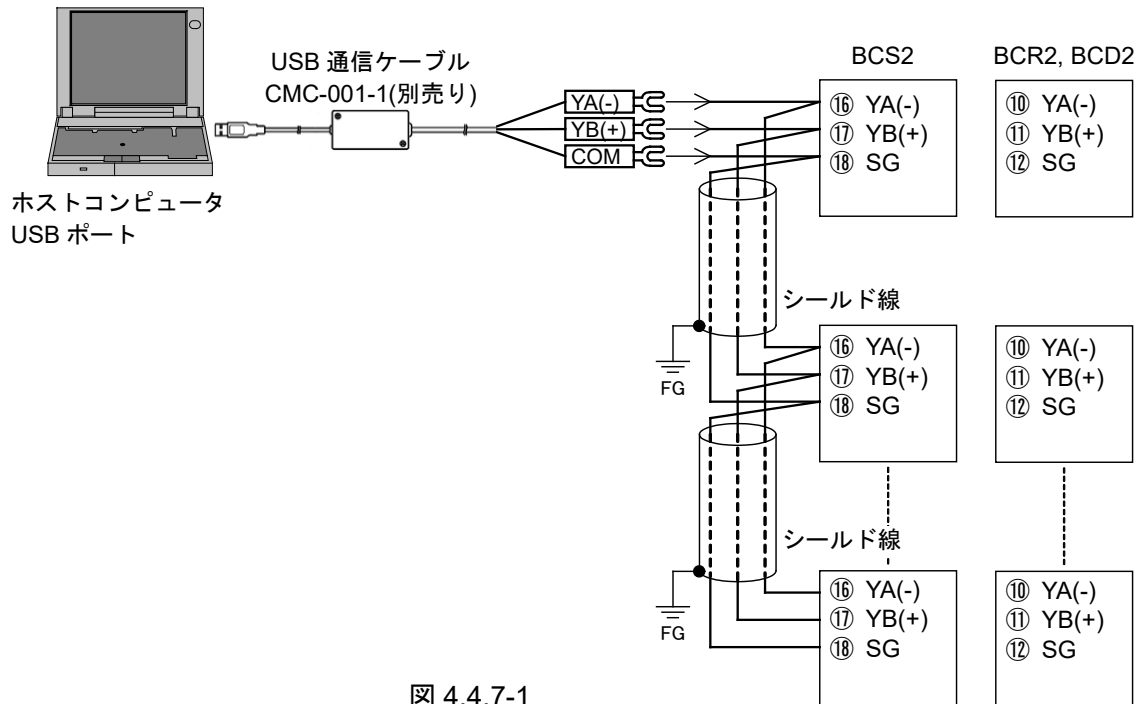 USB 通信ケーブル
CMC-001-1(別売り)
ホストコンピュータ
USB ポート
YA(-)
YB(+)
COM
BCS2
⑯ YA(-)
⑰ YB(+)
⑱ SG
BCR2, BCD2
⑩ YA(-)
⑪ YB(+)
⑫ SG
シールド線
FG
⑯ YA(-)
⑰ YB(+)
⑱ SG
⑩ YA(-)
⑪ YB(+)
⑫ SG
シールド線
FG
⑯ YA(-)
⑰ YB(+)
⑱ SG
⑩ YA(-)
⑪ YB(+)
⑫ SG
図 4.4.7-1